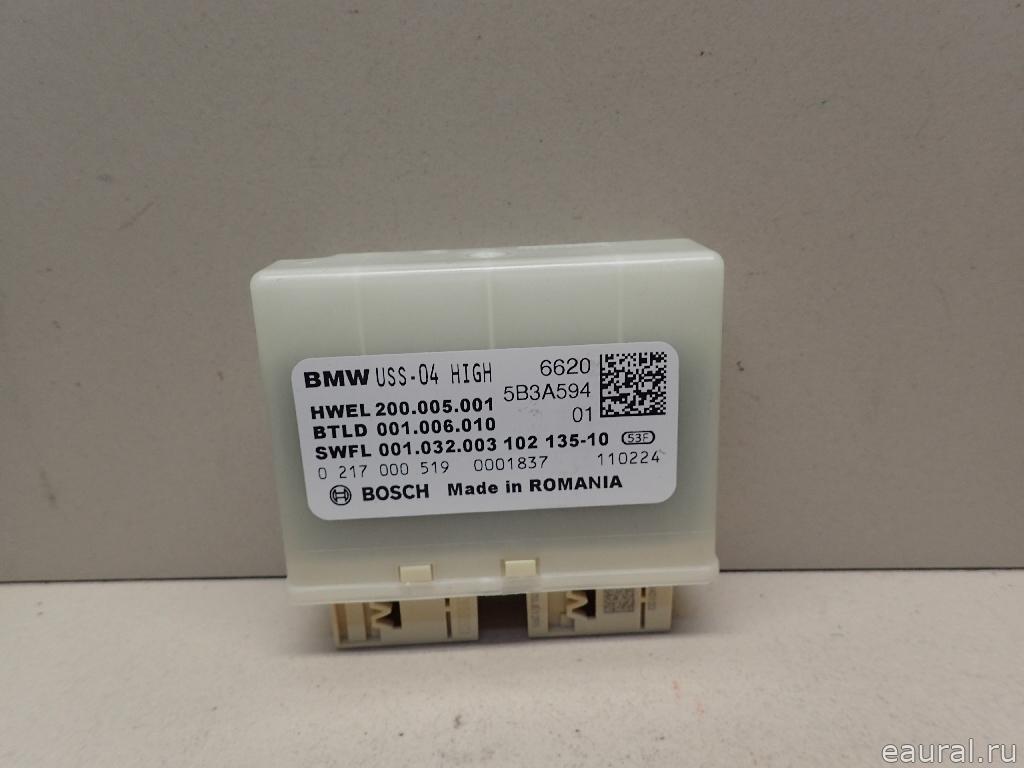 BMW USS-04 HIGH 6620
5B3A594
HWEL 200.005.001 01
BTLD 001.006.010
SWFL 001.032.003 102 135-10 53F
0 217 000 519 0001837 110224
BOSCH Made in ROMANIA
eaural.ru